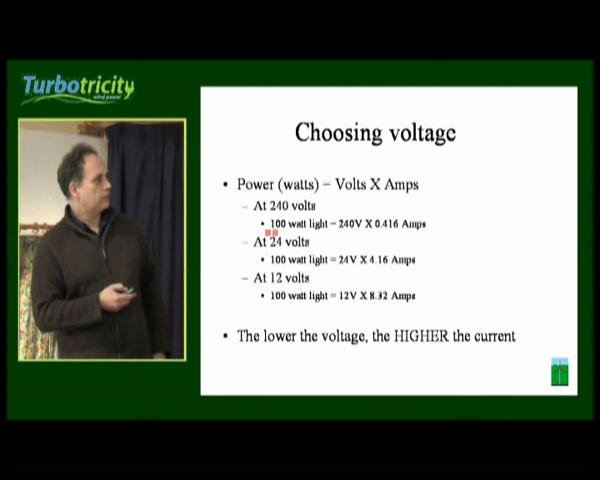 Turbotricity
wind power
Choosing voltage
• Power (watts) = Volts X Amps
– At 240 volts
• 100 watt light = 240V X 0.416 Amps
– At 24 volts
• 100 watt light = 24V X 4.16 Amps
– At 12 volts
• 100 watt light = 12V X 8.32 Amps
• The lower the voltage, the HIGHER the current